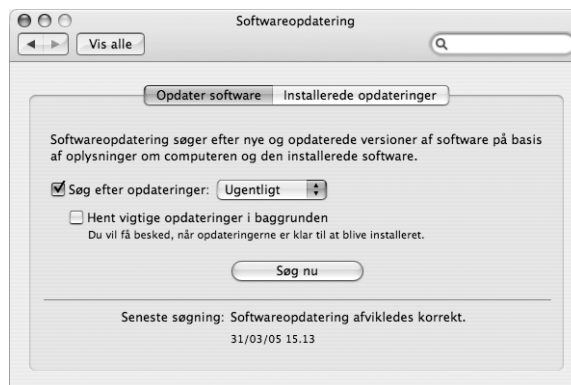 Softwareopdatering
Vis alle
Opdater software Installerede opdateringer
Softwareopdatering søger efter nye og opdaterede versioner af software på basis
af oplysninger om computeren og den installerede software.
Søg efter opdateringer: Ugentligt
Hent vigtige opdateringer i baggrunden
Du vil få besked, når opdateringerne er klar til at blive installeret.
Søg nu
Seneste søgning: Softwareopdatering afvikledes korrekt.
31/03/05 15.13